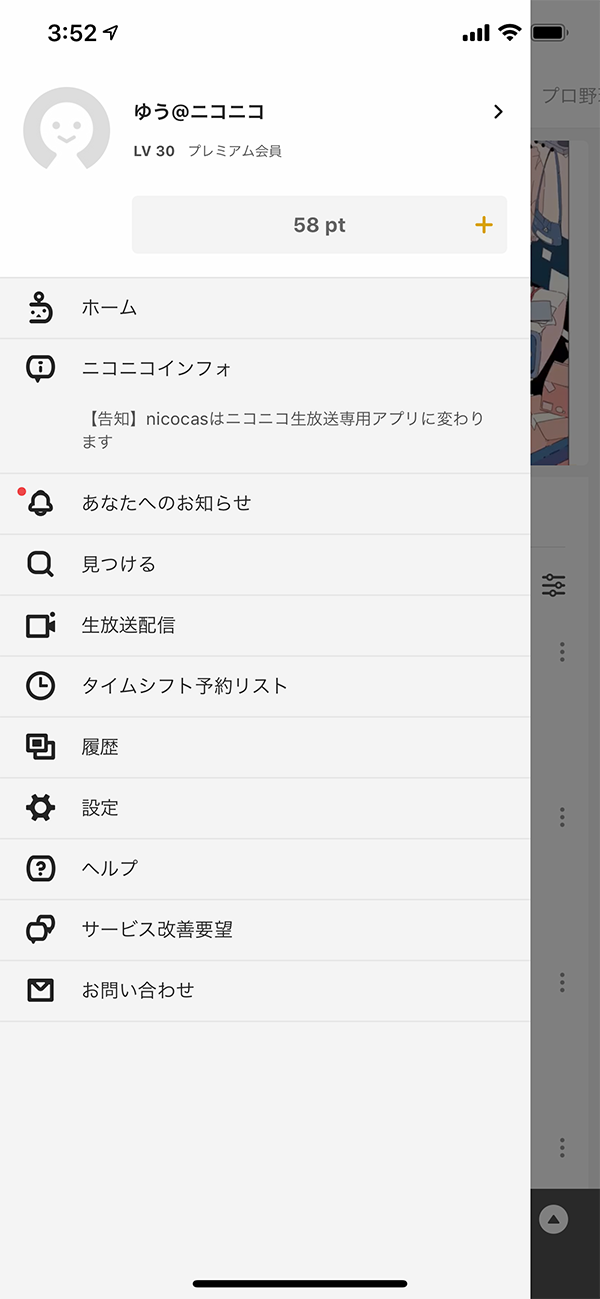 3:52
プロ野
ゆう@ニコニコ
LV 30 プレミアム会員
58 pt
ホーム
ニコニコインフォ
【告知】nicocasはニコニコ生放送専用アプリに変わり
ます
あなたへのお知らせ
見つける
生放送配信
タイムシフト予約リスト
履歴
設定
ヘルプ
サービス改善要望
お問い合わせ